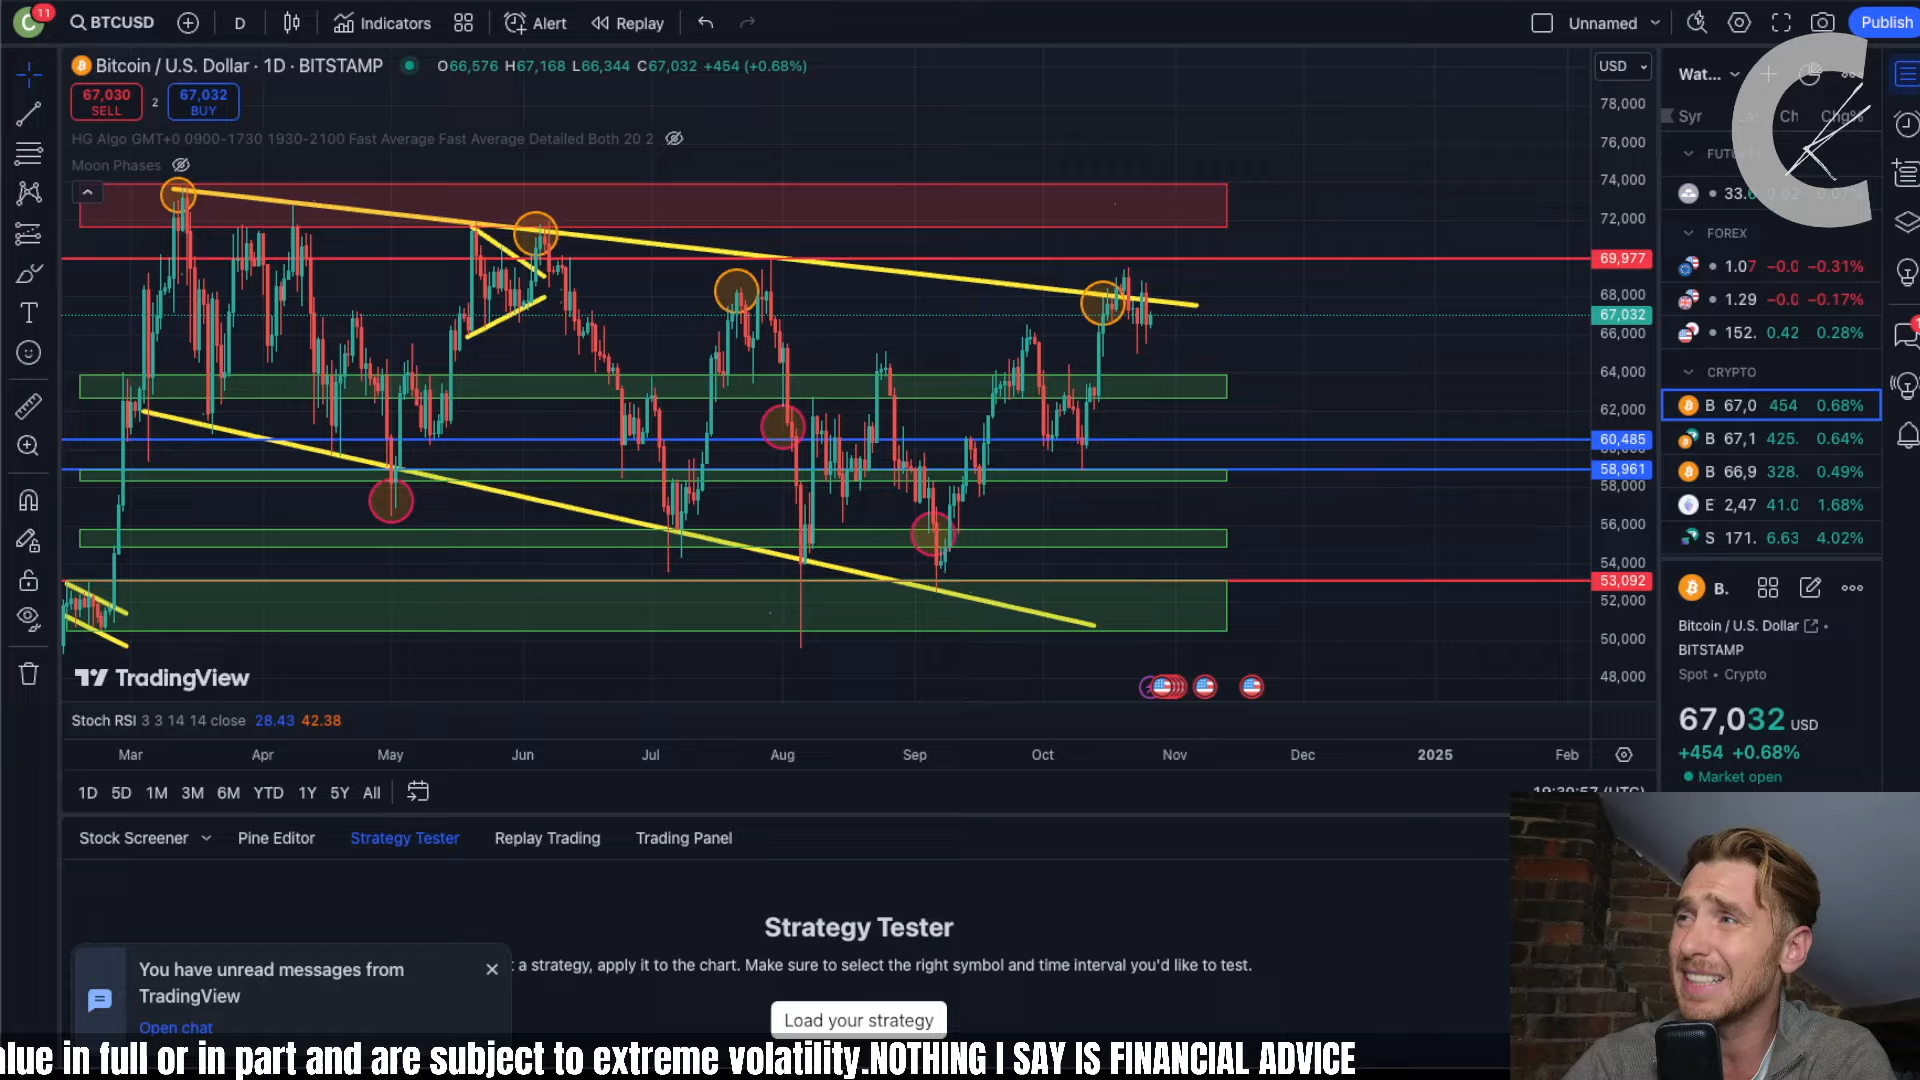 C 11
BTCUSD
D
Indicators
Alert
Replay
Unnamed
Publish
Bitcoin / U.S. Dollar · 1D · BITSTAMP
O66,576 H67,168 L66,344 C67,032 +454 (+0.68%)
67,030
SELL
2
67,032
BUY
HG Algo GMT+0 0900-1730 1930-2100 Fast Average Fast Average Detailed Both 20 2
Moon Phases
USD
78,000
76,000
74,000
72,000
69,977
68,000
67,032
66,000
64,000
62,000
60,485
58,961
58,000
56,000
54,000
53,092
52,000
50,000
48,000
TradingView
Stoch RSI 3 3 14 14 close 28.43 42.38
Mar Apr May Jun Jul Aug Sep Oct Nov Dec 2025 Feb
1D 5D 1M 3M 6M YTD 1Y 5Y All
Stock Screener Pine Editor Strategy Tester Replay Trading Trading Panel
Strategy Tester
a strategy, apply it to the chart. Make sure to select the right symbol and time interval you'd like to test.
Load your strategy
You have unread messages from
TradingView
Open chat
Wat...
Syr Ch Chg%
33.
FOREX
1.07 −0.0 −0.31%
1.29 −0.0 −0.17%
152. 0.42 0.28%
CRYPTO
B 67,0 454 0.68%
B 67,1 425. 0.64%
B 66,9 328. 0.49%
E 2,47 41.0 1.68%
S 171. 6.63 4.02%
B.
Bitcoin / U.S. Dollar
BITSTAMP
Spot • Crypto
67,032 USD
+454 +0.68%
Market open
alue in full or in part and are subject to extreme volatility.NOTHING I SAY IS FINANCIAL ADVICE